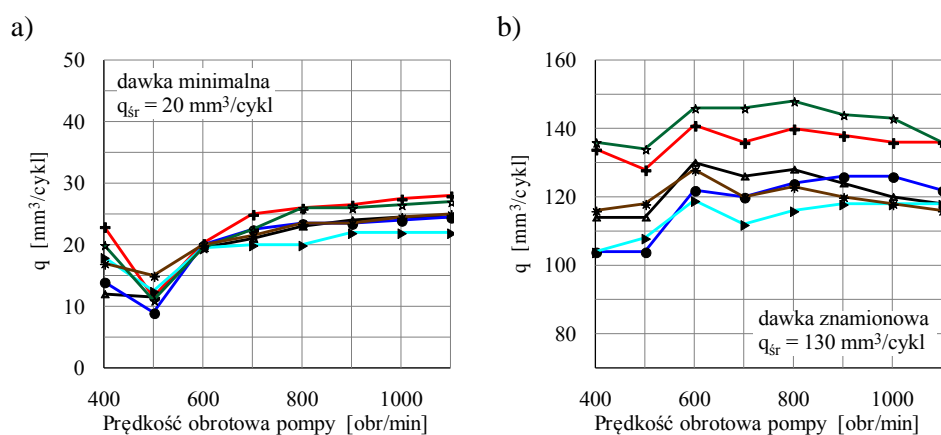 a)
50
40
30
20
10
0
q [mm³/cykl]
dawka minimalna
qśr = 20 mm³/cykl
400
600
800
1000
Prędkość obrotowa pompy [obr/min]
b)
160
140
120
100
80
q [mm³/cykl]
dawka znamionowa
qśr = 130 mm³/cykl
400
600
800
1000
Prędkość obrotowa pompy [obr/min]